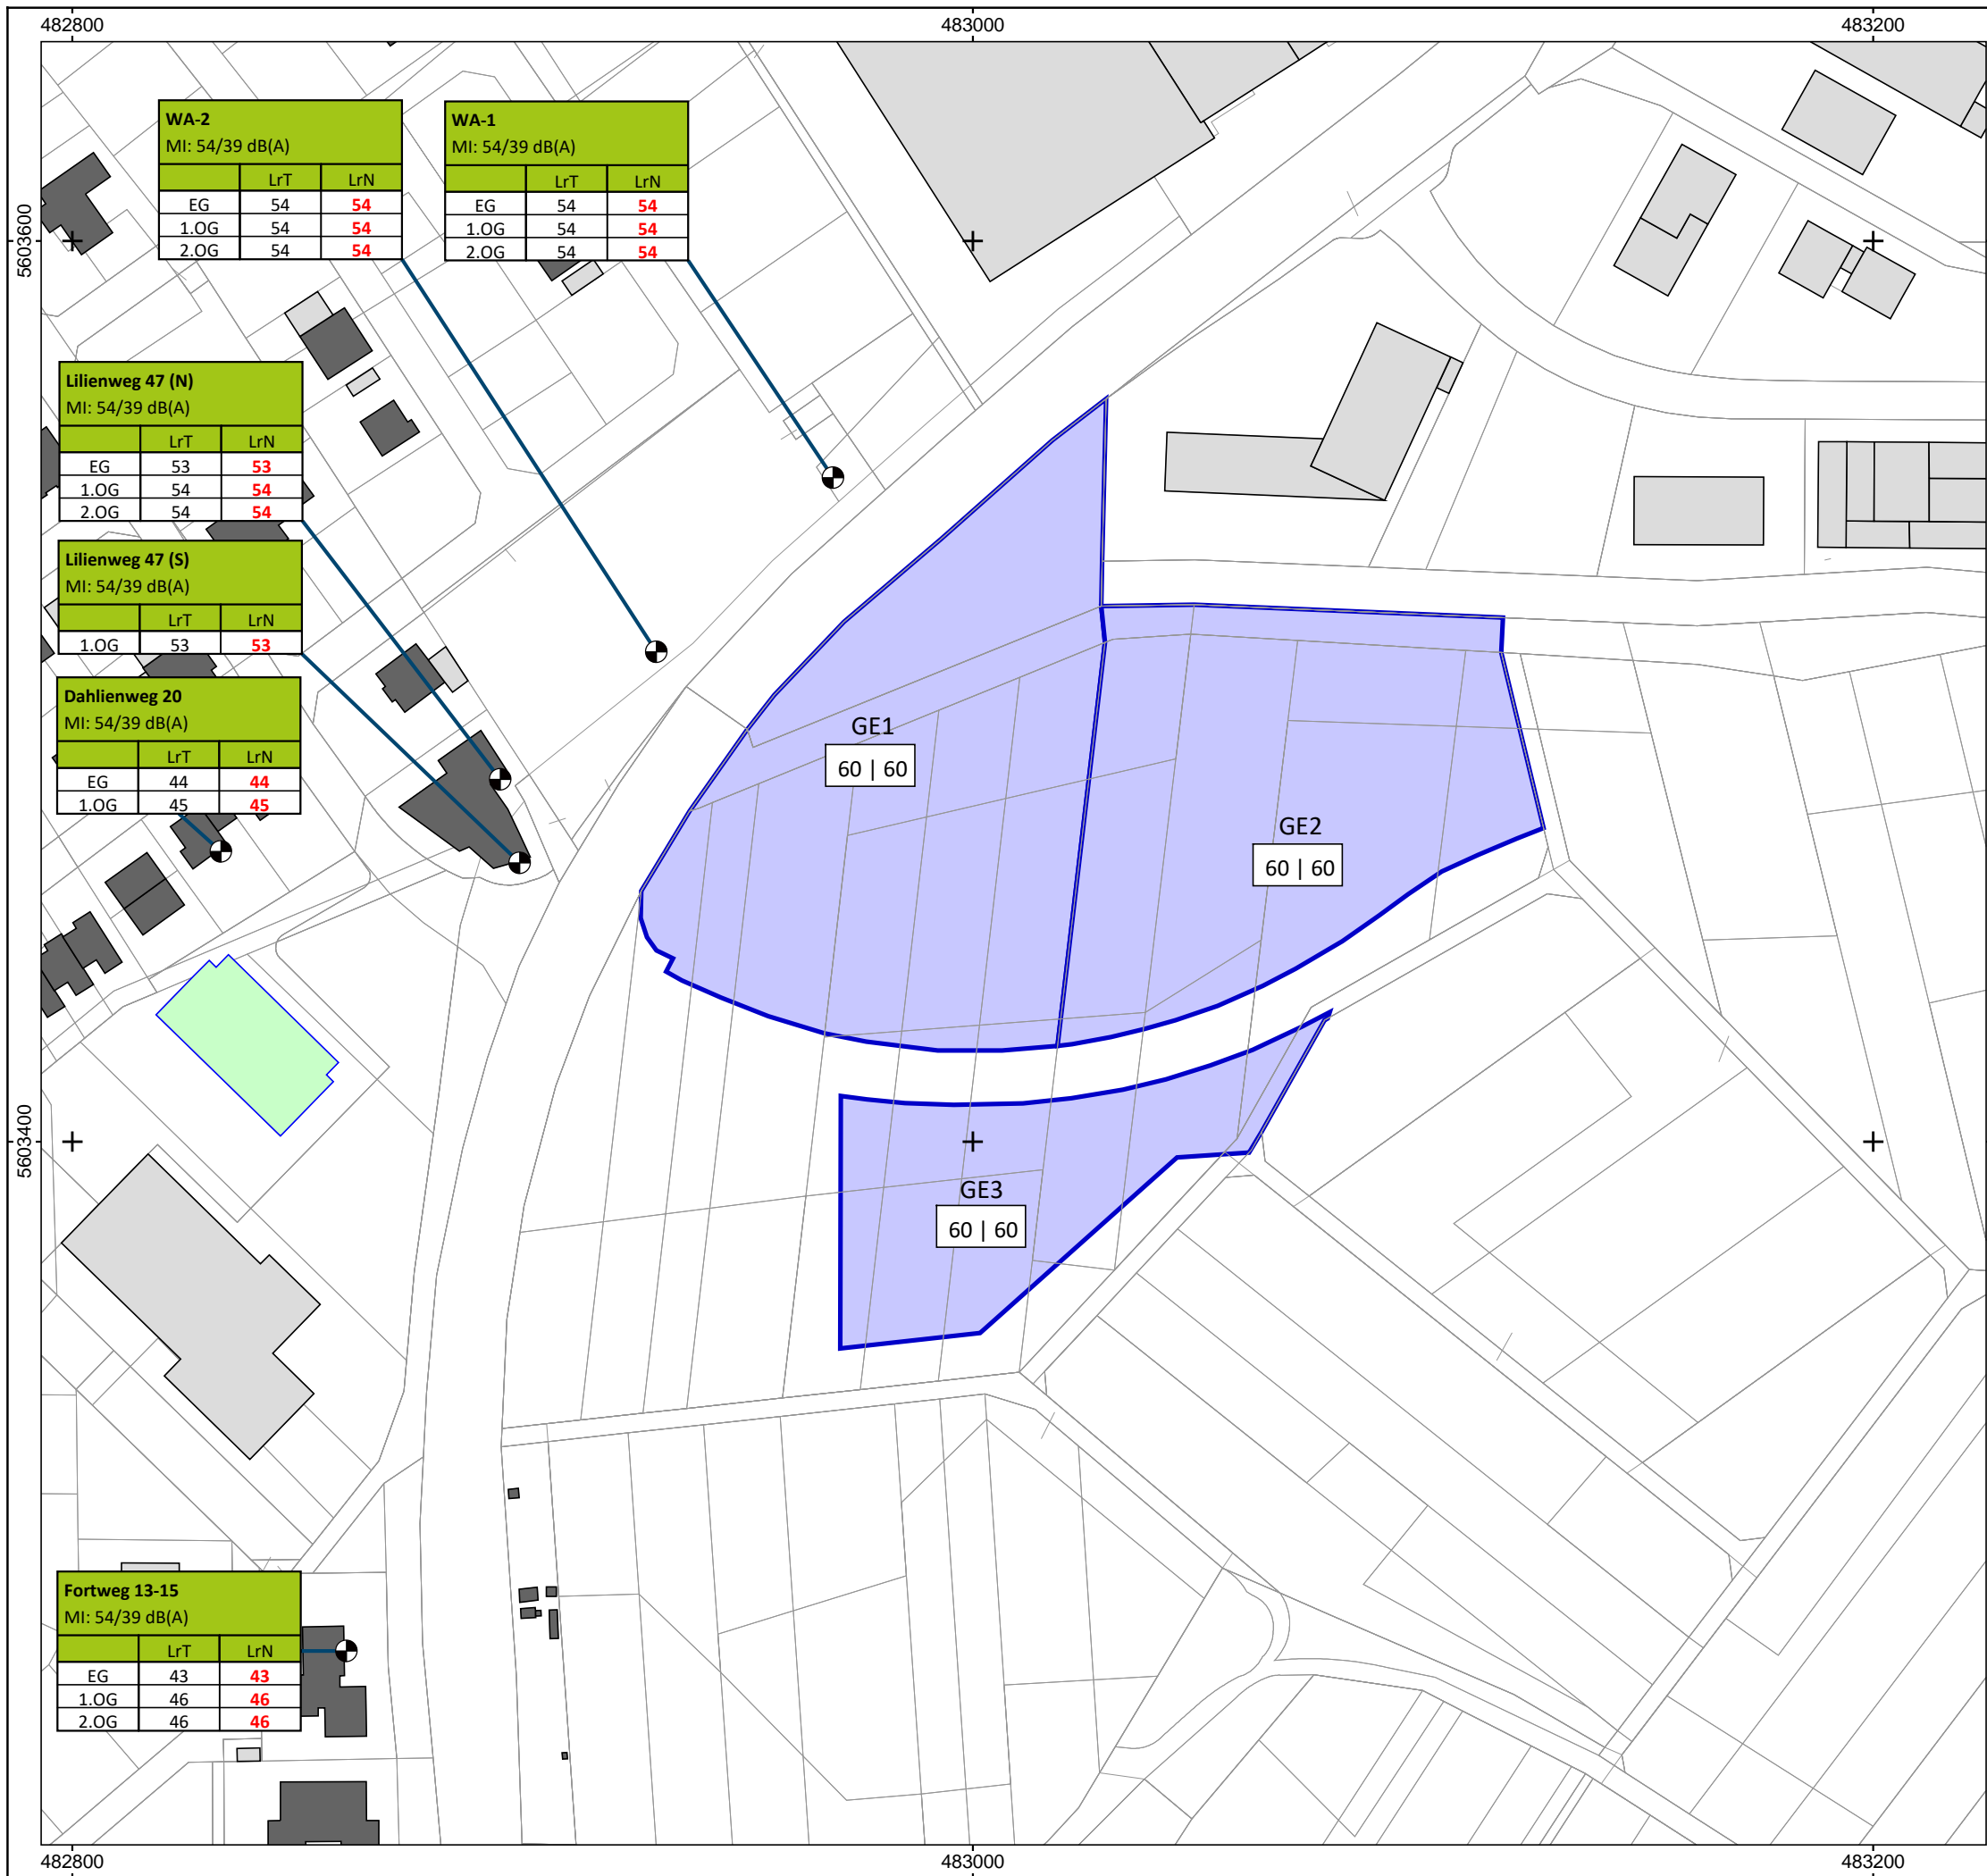 482800 483000 483200
WA-2
MI: 54/39 dB(A)
LrT LrN
EG 54 54
1.OG 54 54
2.OG 54 54
WA-1
MI: 54/39 dB(A)
LrT LrN
EG 54 54
1.OG 54 54
2.OG 54 54
5603600
Lilienweg 47 (N)
MI: 54/39 dB(A)
LrT LrN
EG 53 53
1.OG 54 54
2.OG 54 54
Lilienweg 47 (S)
MI: 54/39 dB(A)
LrT LrN
1.OG 53 53
Dahlienweg 20
MI: 54/39 dB(A)
LrT LrN
EG 44 44
1.OG 45 45
GE1
60 | 60
GE2
60 | 60
5603400
GE3
60 | 60
Fortweg 13-15
MI: 54/39 dB(A)
LrT LrN
EG 43 43
1.OG 46 46
2.OG 46 46
482800 483000 483200